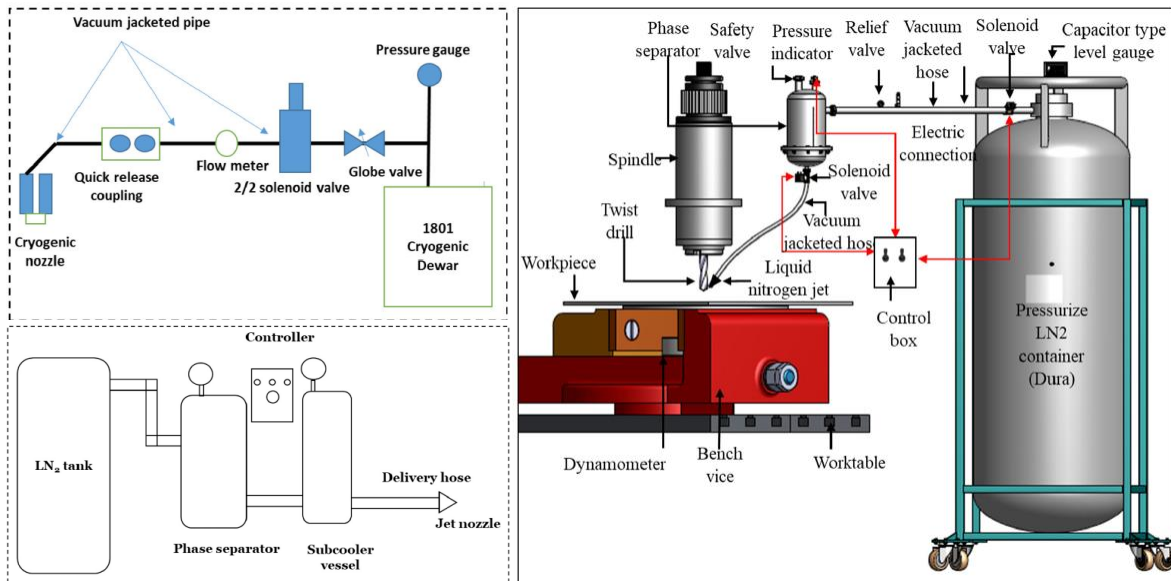 Vacuum jacketed pipe
Pressure gauge
Flow meter
Globe valve
Quick release
coupling
2/2 solenoid valve
Cryogenic
nozzle
1801
Cryogenic
Dewar
Controller
LN₂ tank
Delivery hose
Jet nozzle
Phase separator
Subcooler
vessel
Phase
separator
Safety
valve
Pressure
indicator
Relief
valve
Vacuum
jacketed
hose
Solenoid
valve
Capacitor type
level gauge
Electric
connection
Spindle
Solenoid
valve
Twist
drill
Vacuum
jacketed hose
Workpiece
Liquid
nitrogen jet
Control
box
Pressurize
LN2
container
(Dura)
Dynamometer
Bench
vice
Worktable